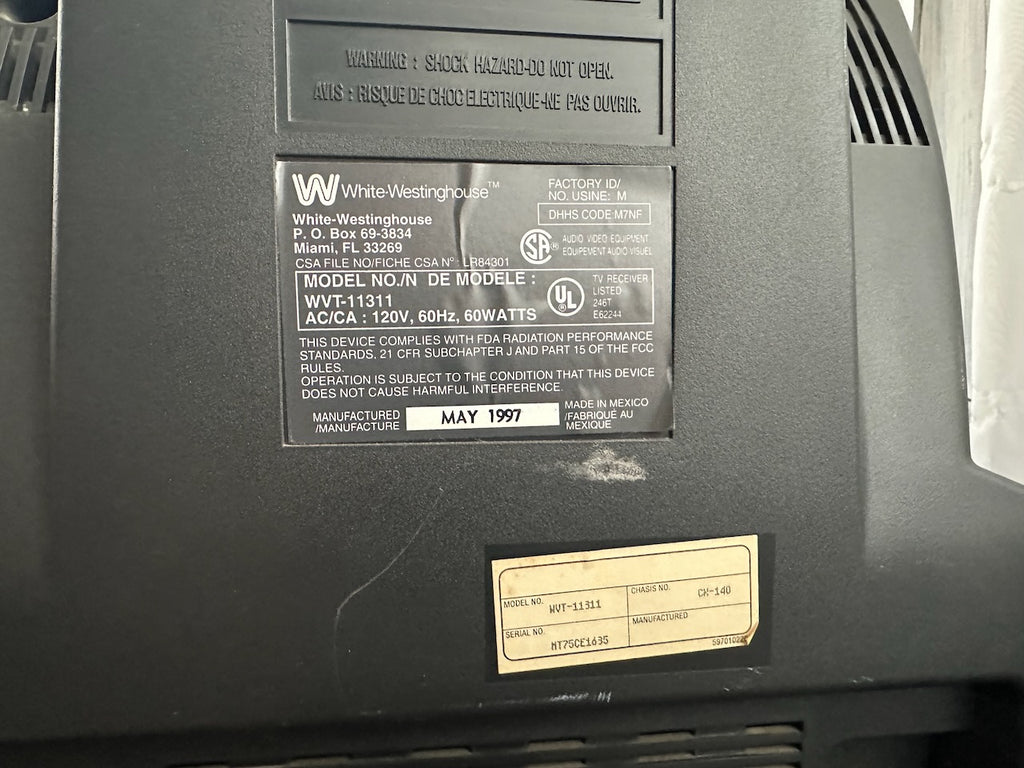 WARNING : SHOCK HAZARD-DO NOT OPEN.
AVIS : RISQUE DE CHOC ELECTRIQUE-NE PAS OUVRIR.
W White-Westinghouse™
FACTORY ID/
NO. USINE: M
DHHS CODE M7NF
White-Westinghouse
P. O. Box 69-3834
Miami, FL 33269
SA®
AUDIO VIDEO EQUIPMENT
EQUIPEMENT AUDIO VISUEL
CSA FILE NO/FICHE CSA N° : LR84301
MODEL NO./N DE MODELE :
WVT-11311
AC/CA : 120V, 60Hz, 60WATTS
UL®
TV RECEIVER
LISTED
246T
E62244
THIS DEVICE COMPLIES WITH FDA RADIATION PERFORMANCE
STANDARDS. 21 CFR SUBCHAPTER J AND PART 15 OF THE FCC
RULES.
OPERATION IS SUBJECT TO THE CONDITION THAT THIS DEVICE
DOES NOT CAUSE HARMFUL INTERFERENCE.
MANUFACTURED
/MANUFACTURE
MAY 1997
MADE IN MEXICO
/FABRIQUÉ AU
MEXIQUE
MODEL NO. WVT-11311
CHASIS NO. CH-140
SERIAL NO. MT75CE1635
MANUFACTURED